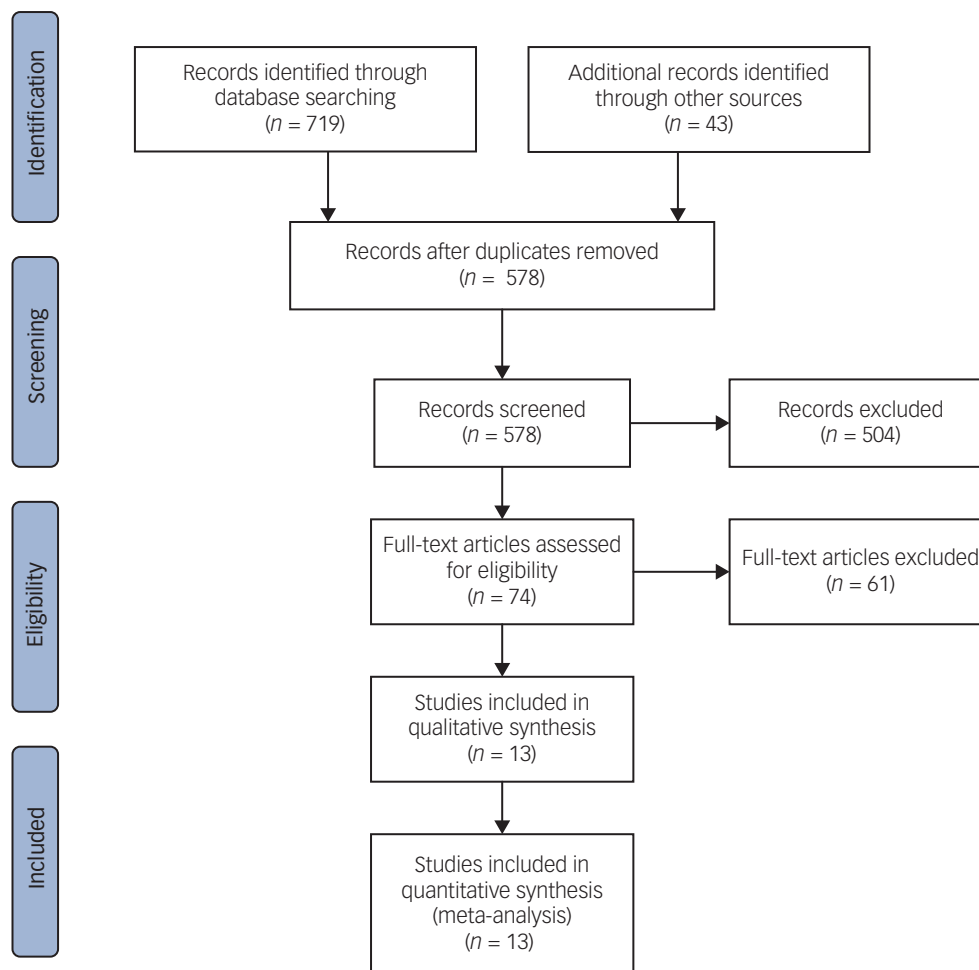 Identification
Records identified through
database searching
(n = 719)
Additional records identified
through other sources
(n = 43)
Records after duplicates removed
(n = 578)
Screening
Records screened
(n = 578)
Records excluded
(n = 504)
Eligibility
Full-text articles assessed
for eligibility
(n = 74)
Full-text articles excluded
(n = 61)
Studies included in
qualitative synthesis
(n = 13)
Included
Studies included in
quantitative synthesis
(meta-analysis)
(n = 13)